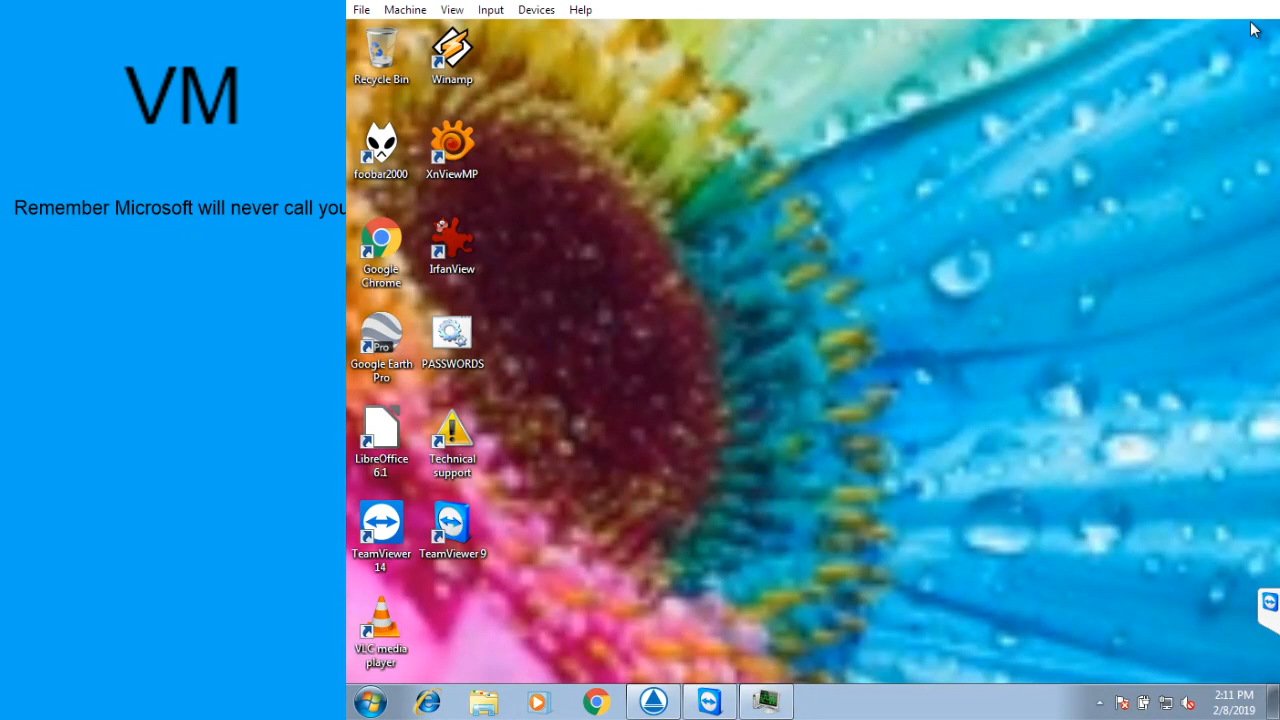 File Machine View Input Devices Help
VM
Remember Microsoft will never call you
Recycle Bin
Winamp
foobar2000
XnViewMP
Google
Chrome
IrfanView
Pro
Google Earth
Pro
PASSWORDS
LibreOffice
6.1
Technical
support
TeamViewer
14
TeamViewer 9
VLC media
player
2:11 PM
2/8/2019